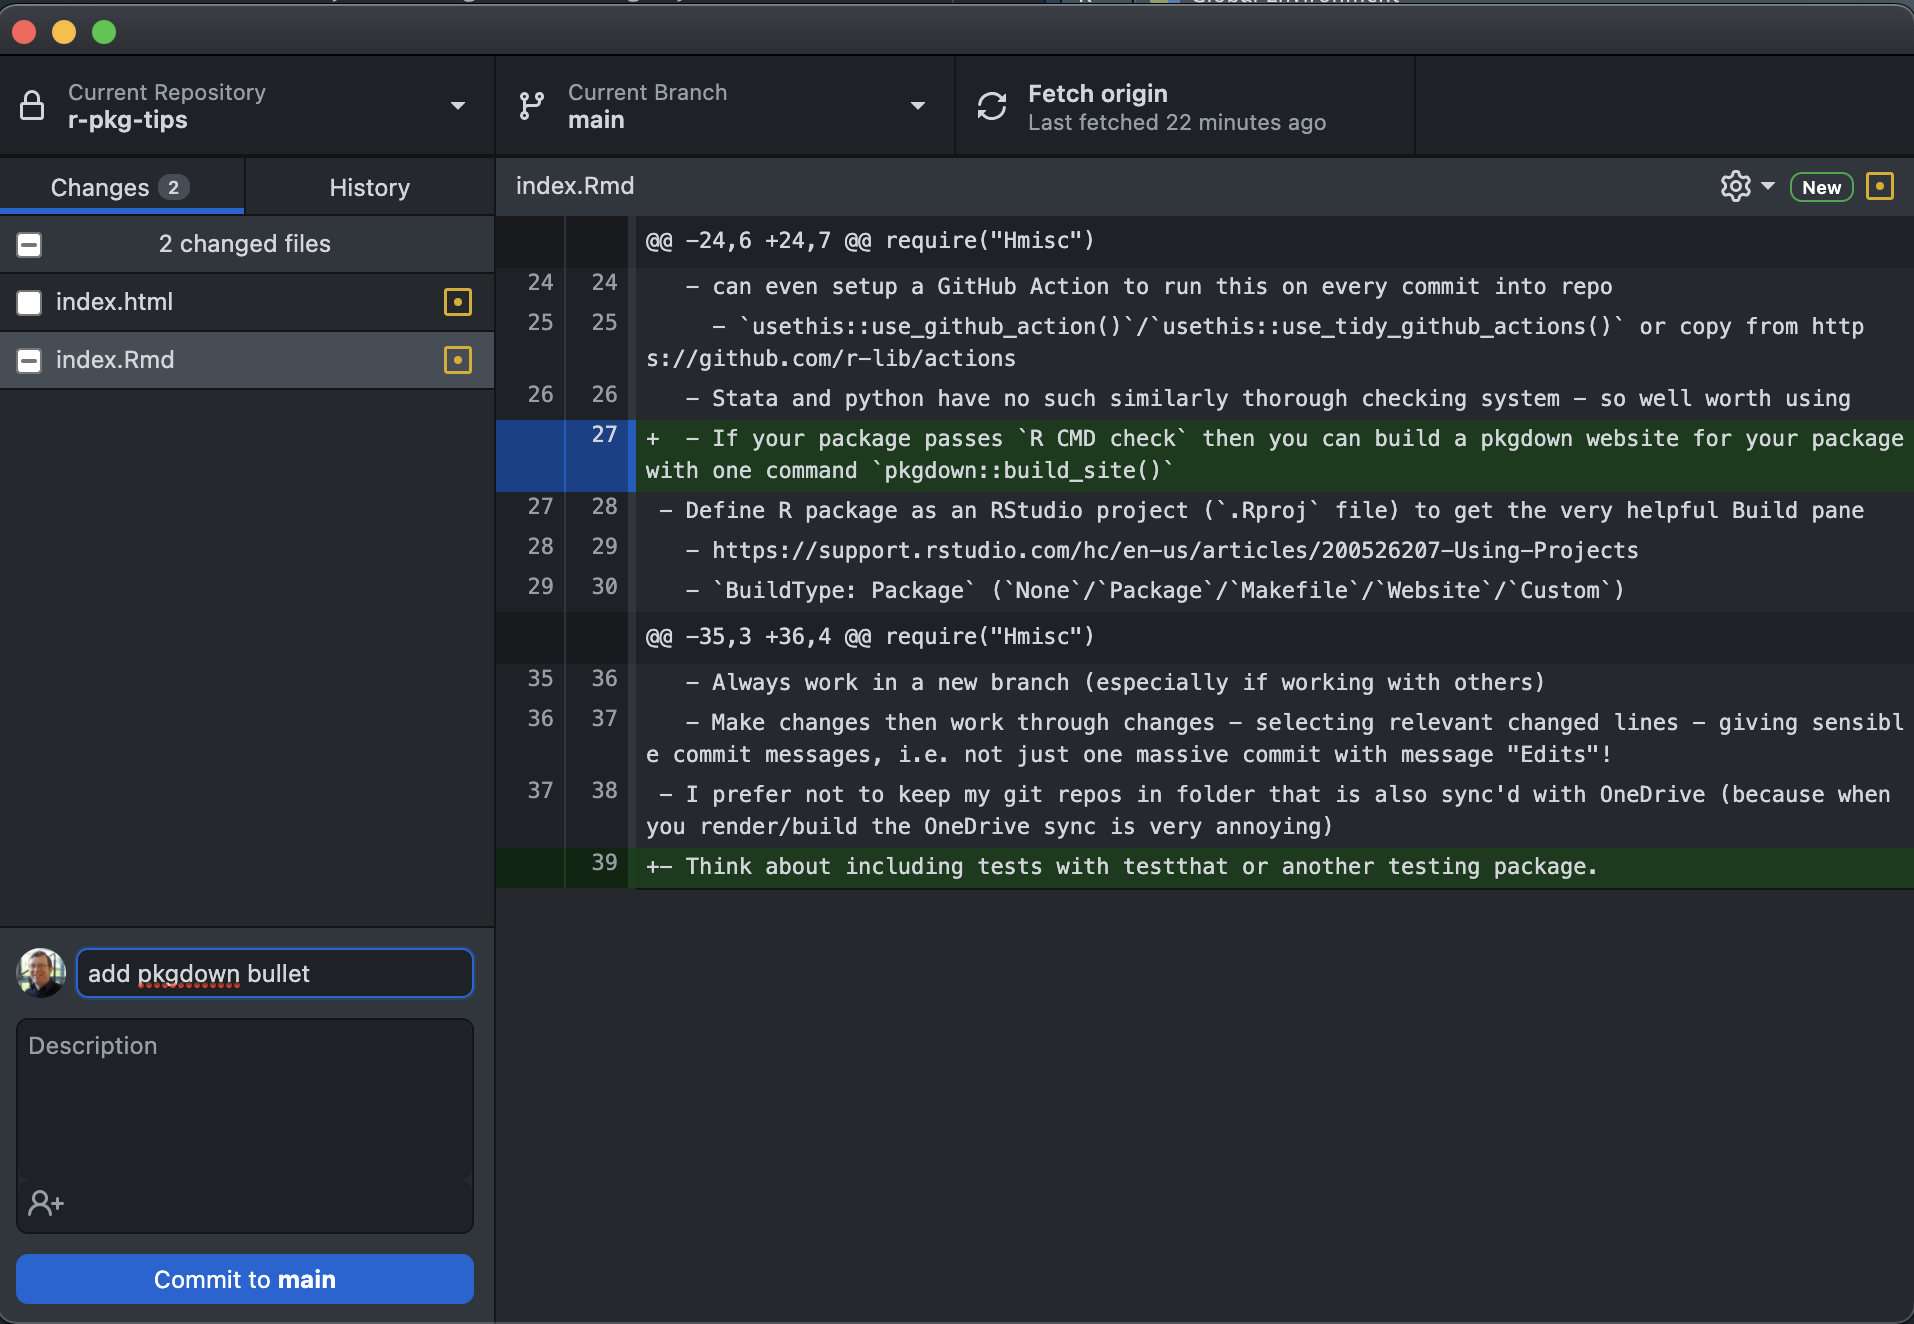 Global Environment
Current Repository
r-pkg-tips
Current Branch
main
Fetch origin
Last fetched 22 minutes ago
Changes 2
History
index.Rmd
New
2 changed files
index.html
index.Rmd
@@ -24,6 +24,7 @@ require("Hmisc")
24 24 - can even setup a GitHub Action to run this on every commit into repo
25 25 - `usethis::use_github_action()`/`usethis::use_tidy_github_actions()` or copy from http
s://github.com/r-lib/actions
26 26 - Stata and python have no such similarly thorough checking system - so well worth using
27 + - If your package passes `R CMD check` then you can build a pkgdown website for your package
with one command `pkgdown::build_site()`
27 28 - Define R package as an RStudio project (`.Rproj` file) to get the very helpful Build pane
28 29 - https://support.rstudio.com/hc/en-us/articles/200526207-Using-Projects
29 30 - `BuildType: Package` (`None`/`Package`/`Makefile`/`Website`/`Custom`)
@@ -35,3 +36,4 @@ require("Hmisc")
35 36 - Always work in a new branch (especially if working with others)
36 37 - Make changes then work through changes - selecting relevant changed lines - giving sensibl
e commit messages, i.e. not just one massive commit with message "Edits"!
37 38 - I prefer not to keep my git repos in folder that is also sync'd with OneDrive (because when
you render/build the OneDrive sync is very annoying)
39 +- Think about including tests with testthat or another testing package.
add pkgdown bullet
Description
Commit to main